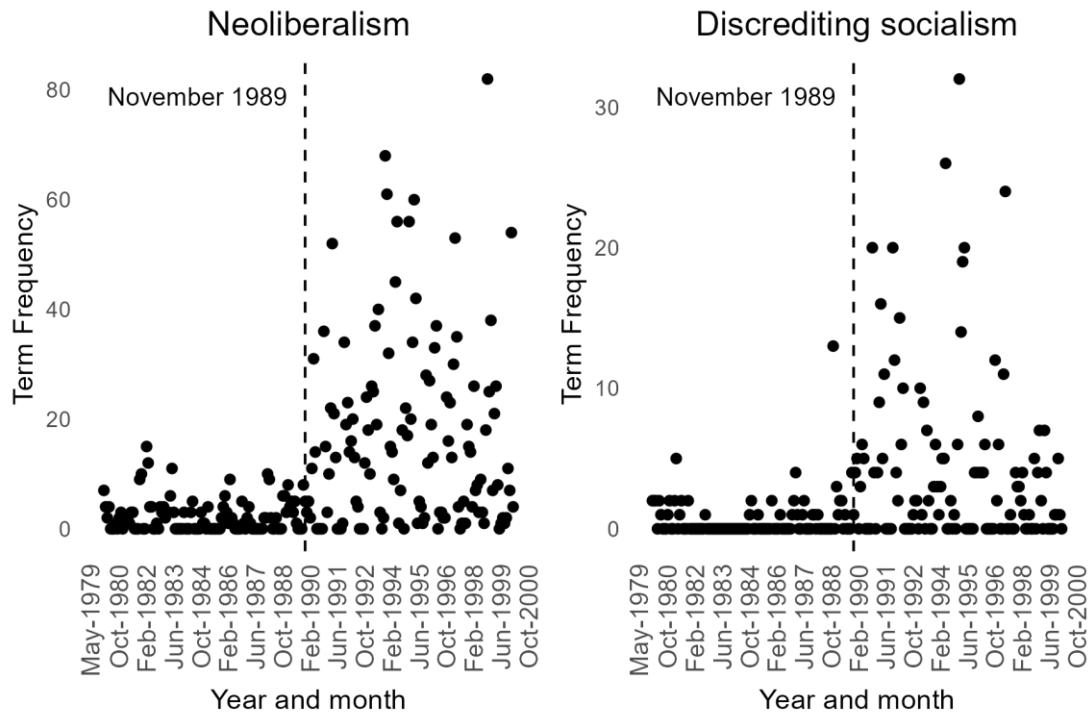 Neoliberalism
November 1989
80
60
40
20
0
Term Frequency
May-1979
Oct-1980
Feb-1982
Jun-1983
Oct-1984
Feb-1986
Jun-1987
Oct-1988
Feb-1990
Jun-1991
Oct-1992
Feb-1994
Jun-1995
Oct-1996
Feb-1998
Jun-1999
Oct-2000
Year and month
Discrediting socialism
November 1989
30
20
10
0
Term Frequency
May-1979
Oct-1980
Feb-1982
Jun-1983
Oct-1984
Feb-1986
Jun-1987
Oct-1988
Feb-1990
Jun-1991
Oct-1992
Feb-1994
Jun-1995
Oct-1996
Feb-1998
Jun-1999
Oct-2000
Year and month